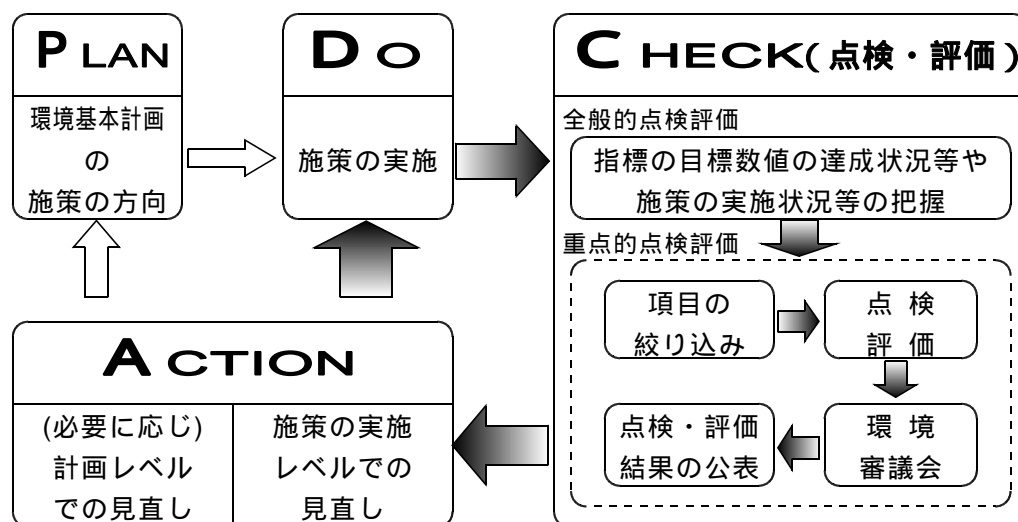 PLAN
環境基本計画
の
施策の方向
DO
施策の実施
CHECK(点検・評価)
全般的点検評価
指標の目標数値の達成状況等や
施策の実施状況等の把握
重点的点検評価
項目の
絞り込み
点 検
評 価
環 境
審議会
点検・評価
結果の公表
ACTION
(必要に応じ)
計画レベル
での見直し
施策の実施
レベルでの
見直し